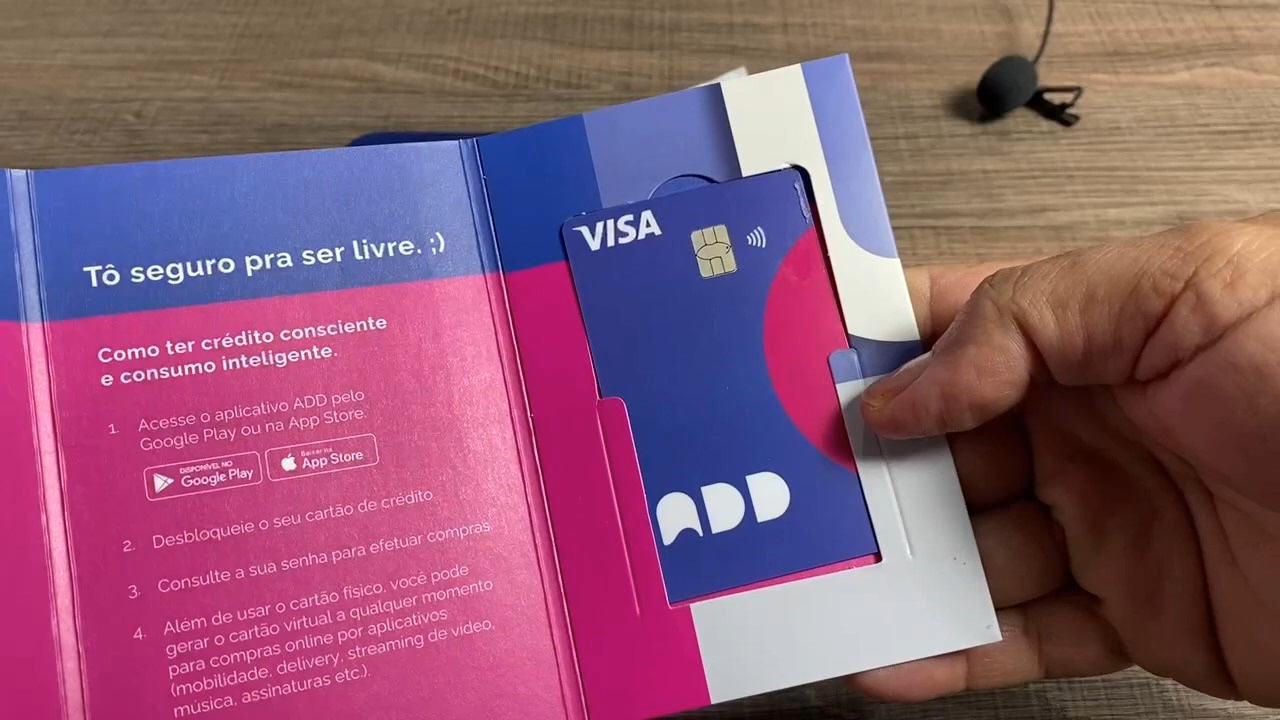 Tô seguro pra ser livre. ;)
Como ter crédito consciente
e consumo inteligente.
1. Acesse o aplicativo ADD pelo
Google Play ou na App Store.
DISPONÍVEL NO
Google Play
Baixar na
App Store
2. Desbloqueie o seu cartão de crédito
3. Consulte a sua senha para efetuar compras.
4. Além de usar o cartão físico, você pode
gerar o cartão virtual a qualquer momento
para compras online por aplicativos
(mobilidade, delivery, streaming de vídeo,
música, assinaturas etc.).
VISA
ADD